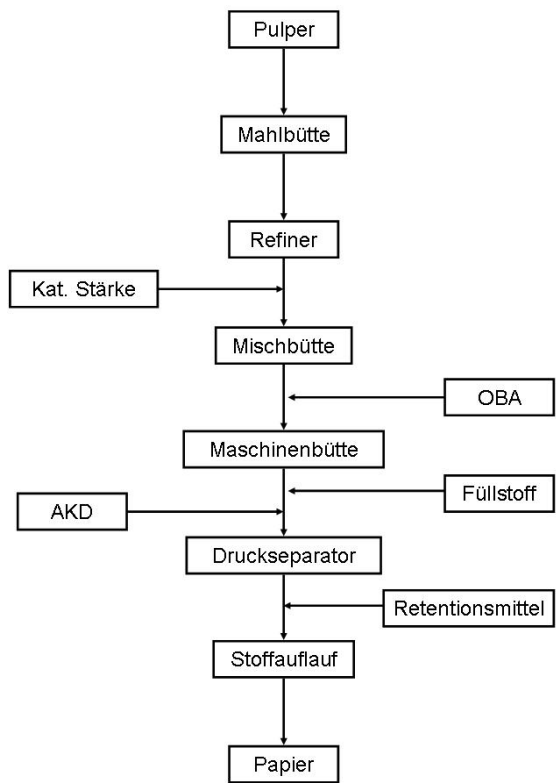 Pulper
Mahlbütte
Refiner
Kat. Stärke
Mischbütte
OBA
Maschinenbütte
Füllstoff
AKD
Druckseparator
Retentionsmittel
Stoffauflauf
Papier